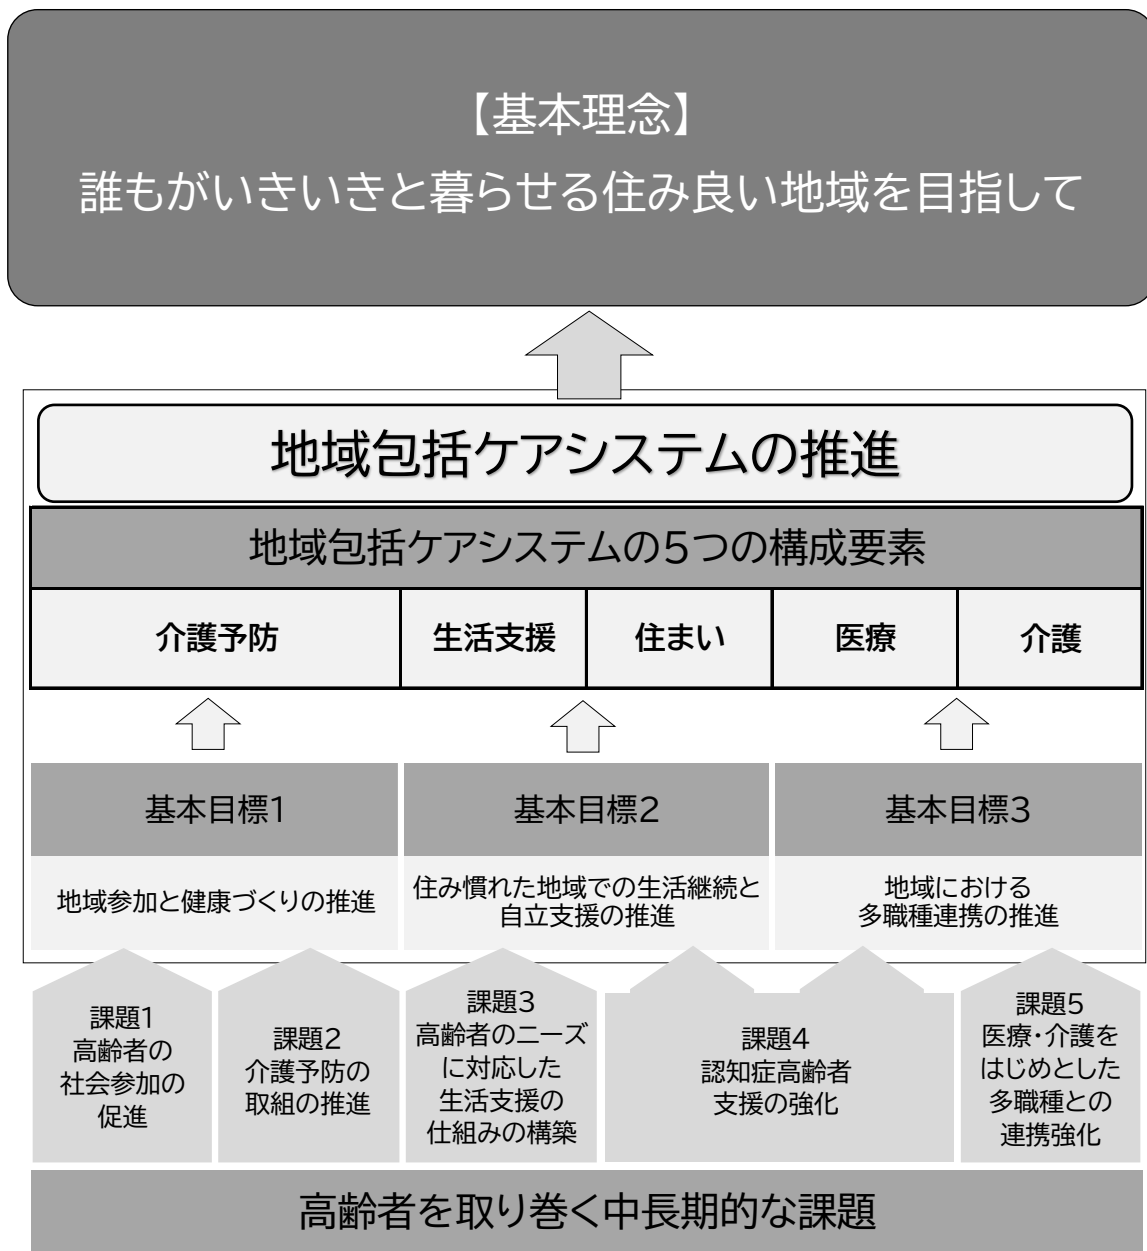 【基本理念】
誰もがいきいきと暮らせる住み良い地域を目指して
地域包括ケアシステムの推進
地域包括ケアシステムの5つの構成要素
介護予防
生活支援
住まい
医療
介護
基本目標1
地域参加と健康づくりの推進
基本目標2
住み慣れた地域での生活継続と
自立支援の推進
基本目標3
地域における
多職種連携の推進
課題1
高齢者の
社会参加の
促進
課題2
介護予防の
取組の推進
課題3
高齢者のニーズ
に対応した
生活支援の
仕組みの構築
課題4
認知症高齢者
支援の強化
課題5
医療・介護を
はじめとした
多職種との
連携強化
高齢者を取り巻く中長期的な課題